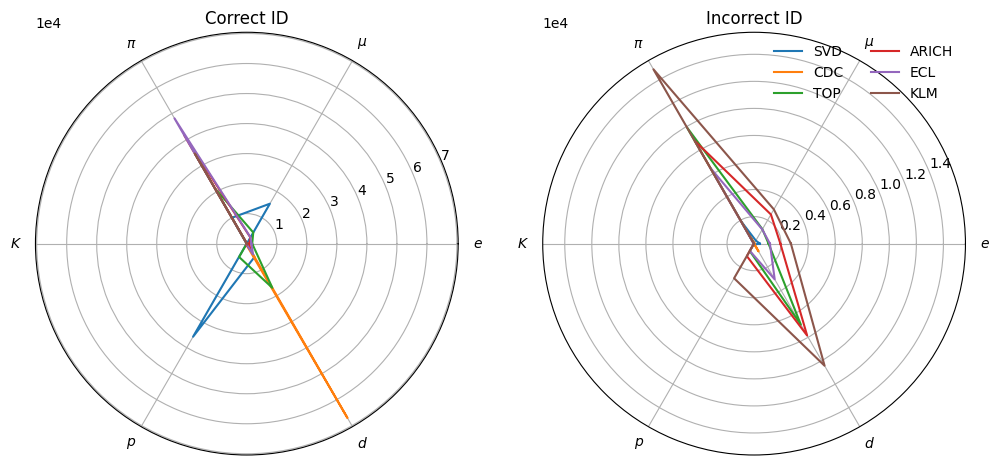 Correct ID
1e4
π
μ
K
e
p
d
1
2
3
4
5
6
7
Incorrect ID
1e4
π
μ
K
e
p
d
0.2
0.4
0.6
0.8
1.0
1.2
1.4
SVD
CDC
TOP
ARICH
ECL
KLM